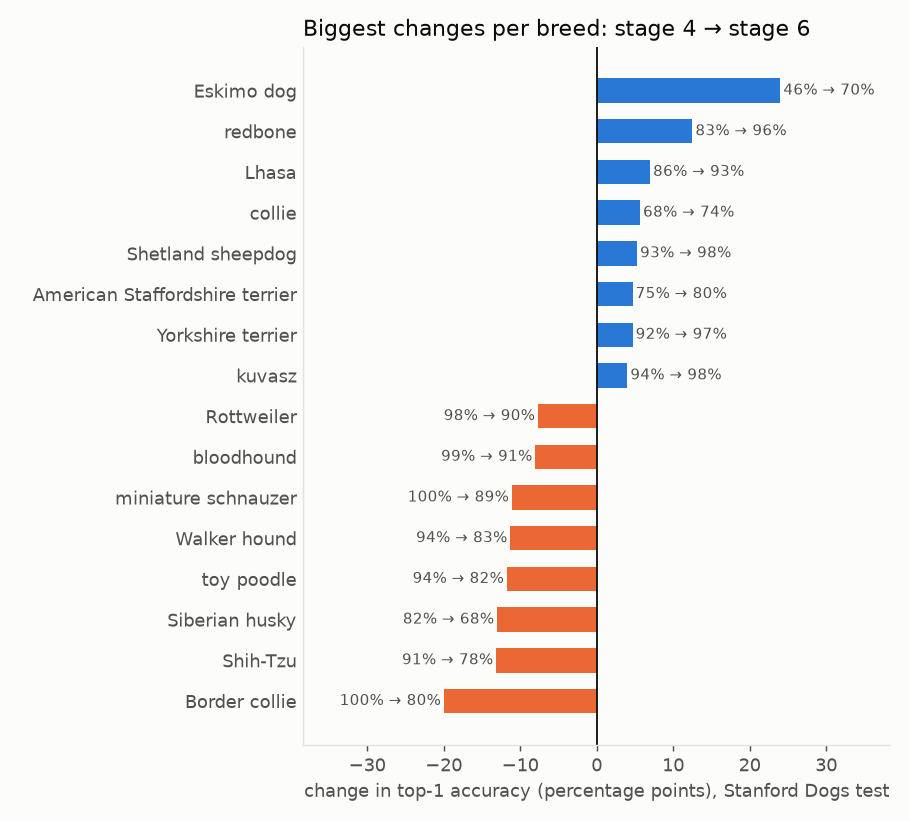 Biggest changes per breed: stage 4 → stage 6
Eskimo dog 46% → 70%
redbone 83% → 96%
Lhasa 86% → 93%
collie 68% → 74%
Shetland sheepdog 93% → 98%
American Staffordshire terrier 75% → 80%
Yorkshire terrier 92% → 97%
kuvasz 94% → 98%
Rottweiler 98% → 90%
bloodhound 99% → 91%
miniature schnauzer 100% → 89%
Walker hound 94% → 83%
toy poodle 94% → 82%
Siberian husky 82% → 68%
Shih-Tzu 91% → 78%
Border collie 100% → 80%
−30 −20 −10 0 10 20 30
change in top-1 accuracy (percentage points), Stanford Dogs test